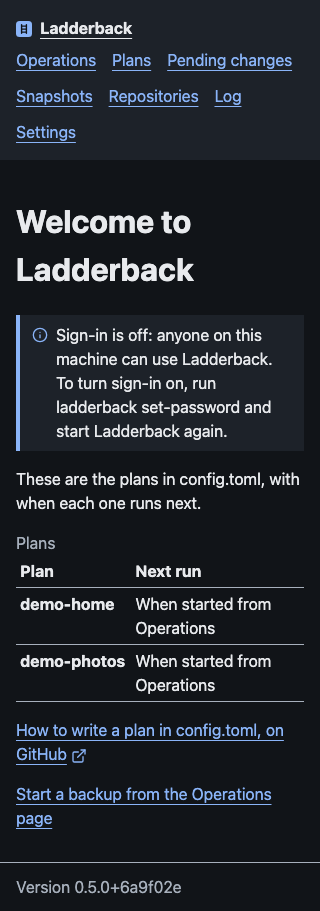 Ladderback
Operations Plans Pending changes
Snapshots Repositories Log
Settings
Welcome to
Ladderback
Sign-in is off: anyone on this
machine can use Ladderback.
To turn sign-in on, run
ladderback set-password and
start Ladderback again.
These are the plans in config.toml, with
when each one runs next.
Plans
Plan Next run
demo-home When started from
Operations
demo-photos When started from
Operations
How to write a plan in config.toml, on
GitHub
Start a backup from the Operations
page
Version 0.5.0+6a9f02e